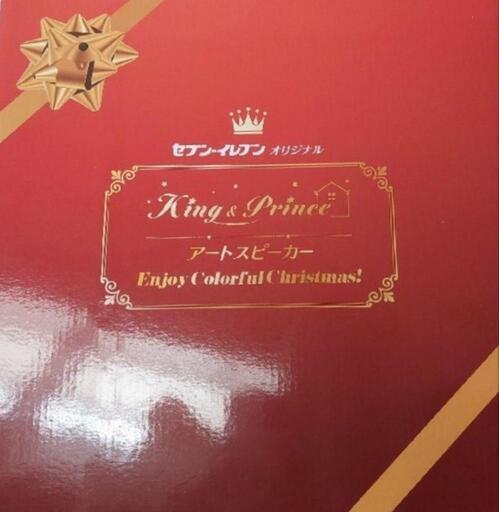 セブン-イレブン オリジナル
King & Prince
アートスピーカー
Enjoy Colorful Christmas!